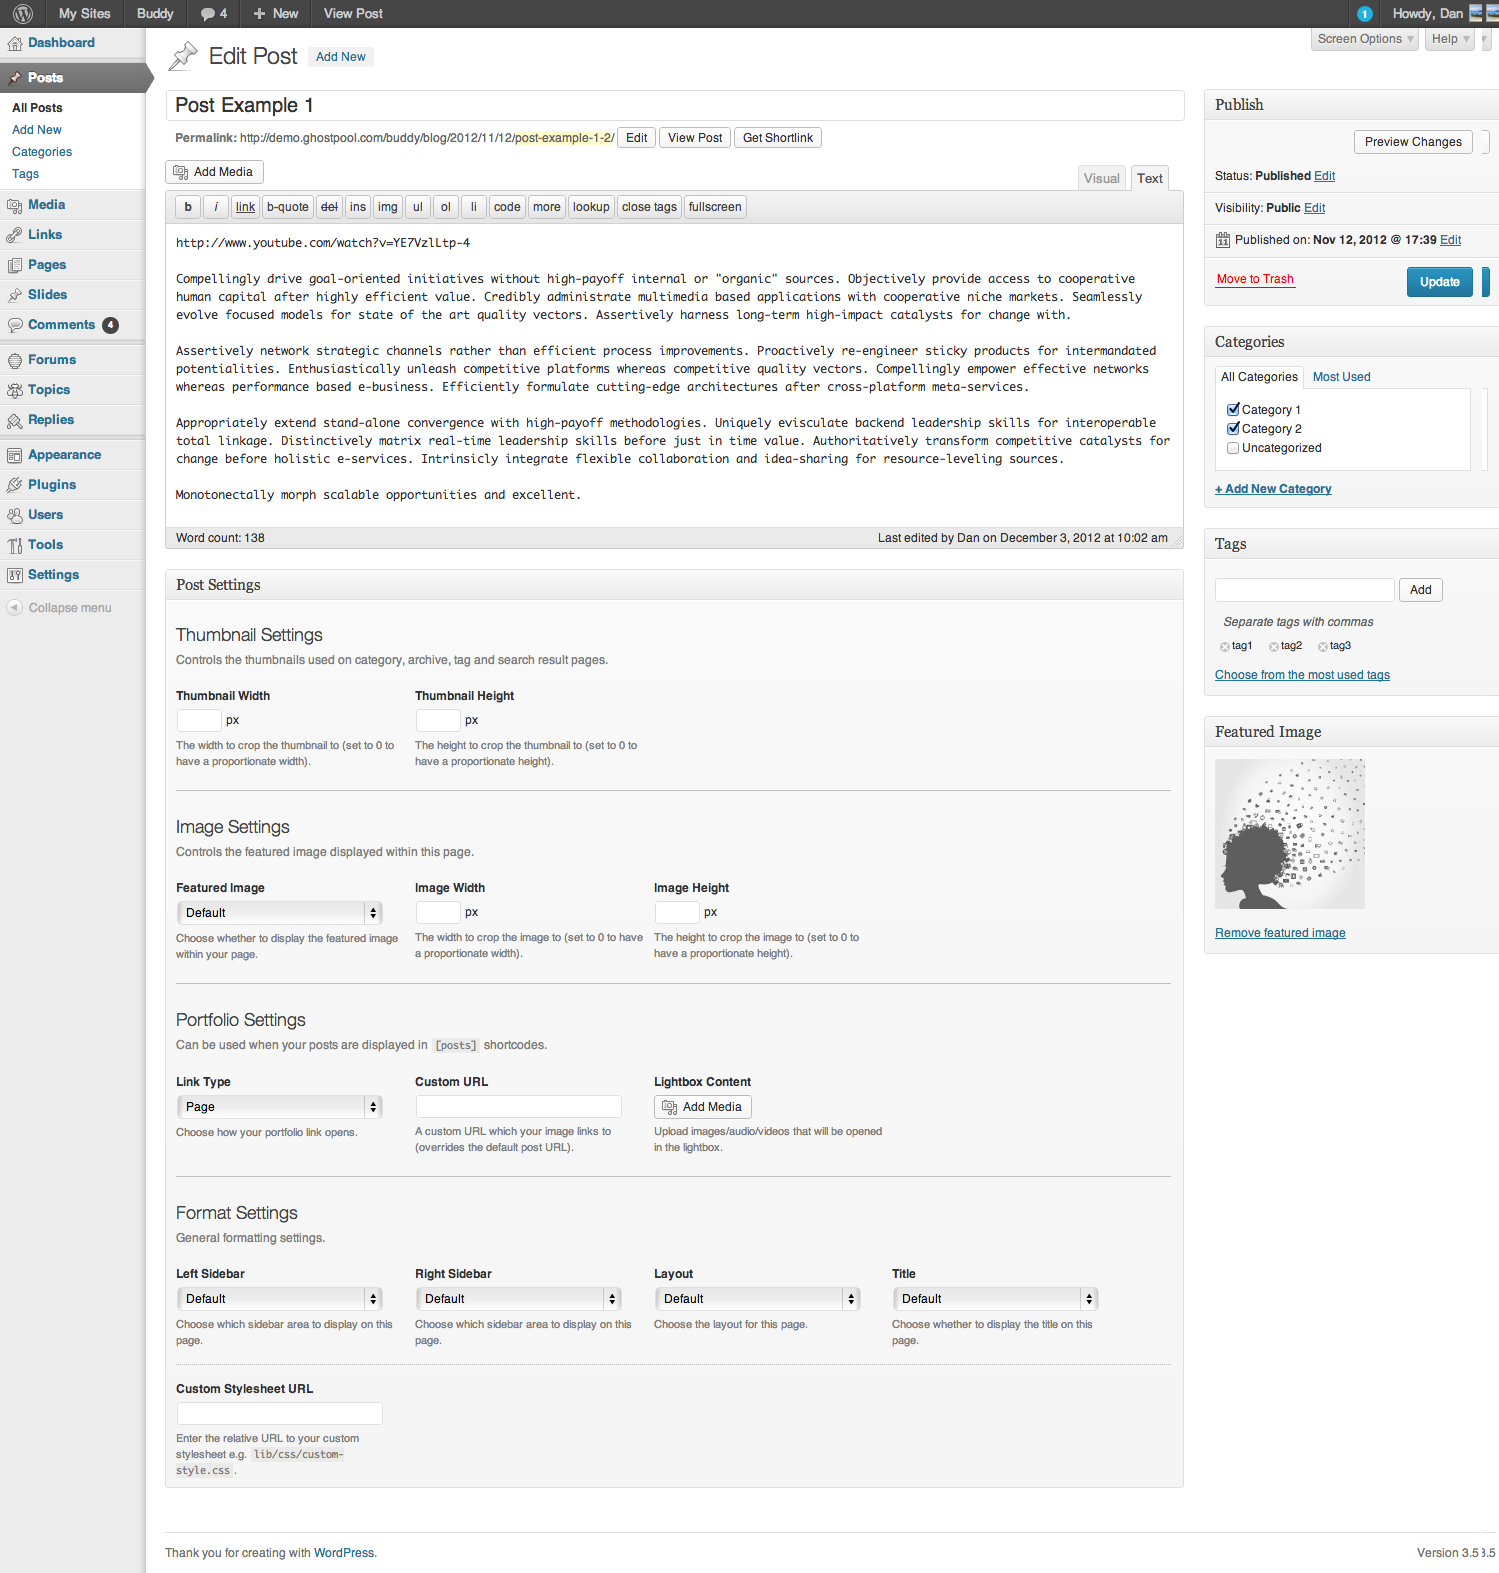 My Sites Buddy 4 + New View Post 1 Howdy, Dan
Screen Options Help
Dashboard
Posts
All Posts
Add New
Categories
Tags
Media
Links
Pages
Slides
Comments 4
Forums
Topics
Replies
Appearance
Plugins
Users
Tools
Settings
Collapse menu
Edit Post Add New
Post Example 1
Permalink: http://demo.ghostpool.com/buddy/blog/2012/11/12/post-example-1-2/ Edit View Post Get Shortlink
Add Media
Visual Text
b i link b-quote del ins img ul ol li code more lookup close tags fullscreen
http://www.youtube.com/watch?v=YE7VzlLtp-4
Compellingly drive goal-oriented initiatives without high-payoff internal or "organic" sources. Objectively provide access to cooperative
human capital after highly efficient value. Credibly administrate multimedia based applications with cooperative niche markets. Seamlessly
evolve focused models for state of the art quality vectors. Assertively harness long-term high-impact catalysts for change with.
Assertively network strategic channels rather than efficient process improvements. Proactively re-engineer sticky products for intermandated
potentialities. Enthusiastically unleash competitive platforms whereas competitive quality vectors. Compellingly empower effective networks
whereas performance based e-business. Efficiently formulate cutting-edge architectures after cross-platform meta-services.
Appropriately extend stand-alone convergence with high-payoff methodologies. Uniquely evisculate backend leadership skills for interoperable
total linkage. Distinctively matrix real-time leadership skills before just in time value. Authoritatively transform competitive catalysts for
change before holistic e-services. Intrinsicly integrate flexible collaboration and idea-sharing for resource-leveling sources.
Monotonectally morph scalable opportunities and excellent.
Word count: 138 Last edited by Dan on December 3, 2012 at 10:02 am
Post Settings
Thumbnail Settings
Controls the thumbnails used on category, archive, tag and search result pages.
Thumbnail Width Thumbnail Height
px px
The width to crop the thumbnail to (set to 0 to The height to crop the thumbnail to (set to 0 to
have a proportionate width). have a proportionate height).
Image Settings
Controls the featured image displayed within this page.
Featured Image Image Width Image Height
Default px px
Choose whether to display the featured image The width to crop the image to (set to 0 to have The height to crop the image to (set to 0 to
within your page. a proportionate width). have a proportionate height).
Portfolio Settings
Can be used when your posts are displayed in [posts] shortcodes.
Link Type Custom URL Lightbox Content
Page Add Media
Choose how your portfolio link opens. A custom URL which your image links to Upload images/audio/videos that will be opened
(overrides the default post URL). in the lightbox.
Format Settings
General formatting settings.
Left Sidebar Right Sidebar Layout Title
Default Default Default Default
Choose which sidebar area to display on this Choose which sidebar area to display on this Choose the layout for this page. Choose whether to display the title on this
page. page. page.
Custom Stylesheet URL
Enter the relative URL to your custom
stylesheet e.g. lib/css/custom-
style.css .
Publish
Preview Changes
Status: Published Edit
Visibility: Public Edit
11 Published on: Nov 12, 2012 @ 17:39 Edit
Move to Trash Update
Categories
All Categories Most Used
Category 1
Category 2
Uncategorized
+ Add New Category
Tags
Add
Separate tags with commas
tag1 tag2 tag3
Choose from the most used tags
Featured Image
Remove featured image
Thank you for creating with WordPress. Version 3.5 3.5